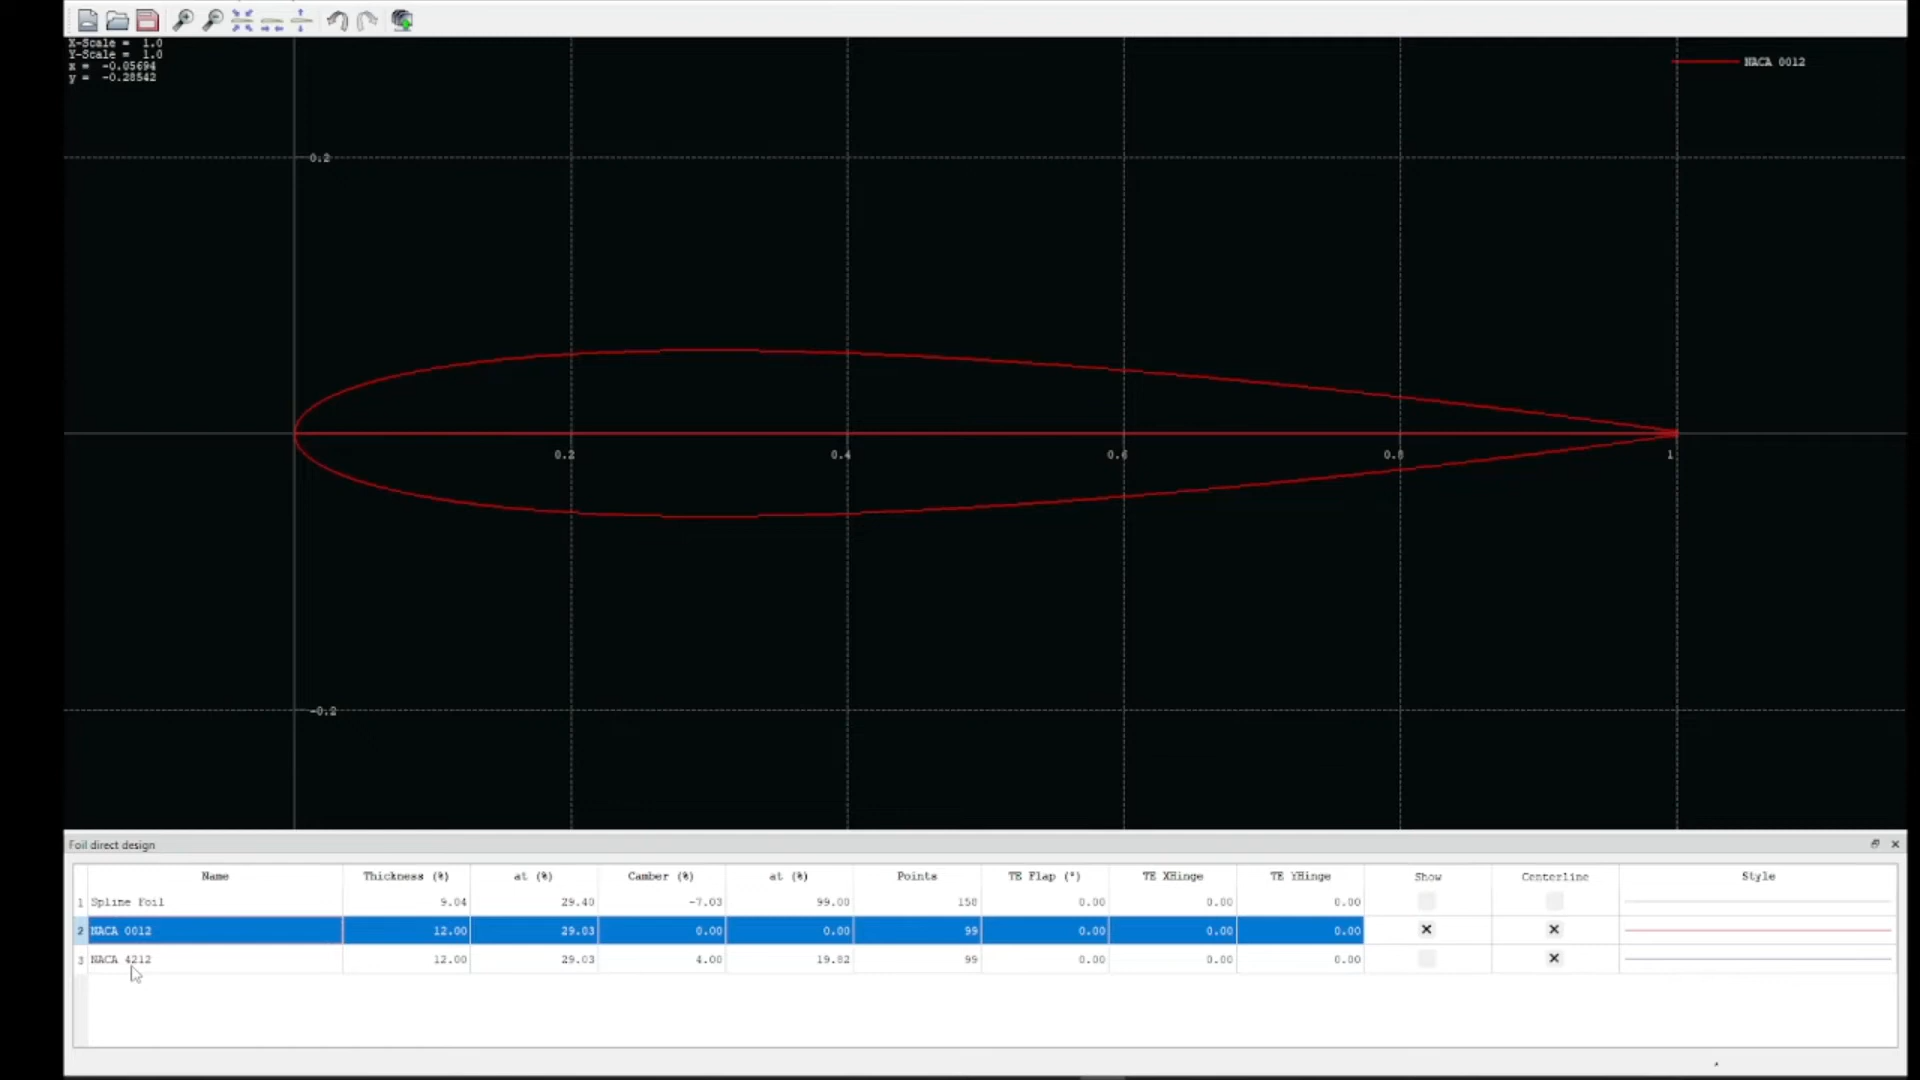 X-Scale =  1.0
Y-Scale =  1.0
x =  -0.05694
y =  -0.28542
NACA 0012
0.2
0.2 0.4 0.6 0.8 1
-0.2
Foil direct design
Name Thickness (%) at (%) Camber (%) at (%) Points TE Flap (°) TE XHinge TE YHinge Show Centerline Style
1 Spline Foil 9.04 29.40 -7.03 99.00 158 0.00 0.00 0.00
2 NACA 0012 12.00 29.03 0.00 0.00 99 0.00 0.00 0.00
3 NACA 4212 12.00 29.03 4.00 19.82 99 0.00 0.00 0.00